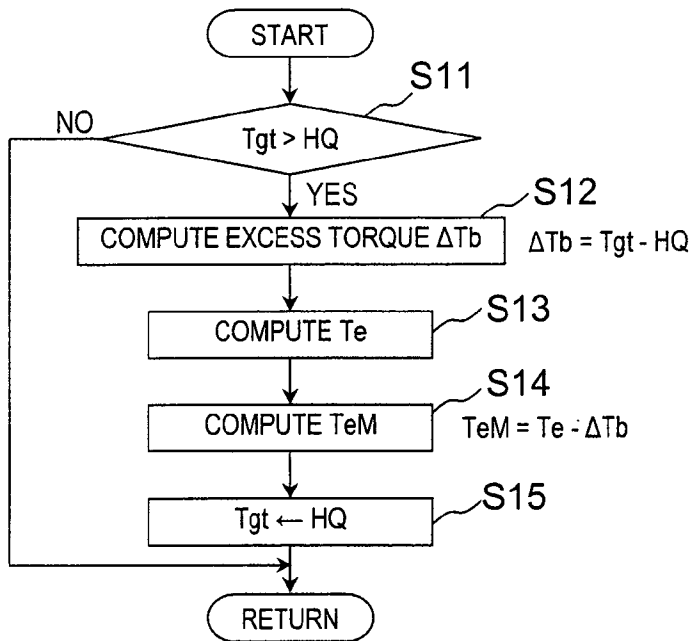 START
S11
NO
Tgt > HQ
YES
S12
COMPUTE EXCESS TORQUE ΔTb
ΔTb = Tgt - HQ
S13
COMPUTE Te
S14
COMPUTE TeM
TeM = Te - ΔTb
S15
Tgt ← HQ
RETURN